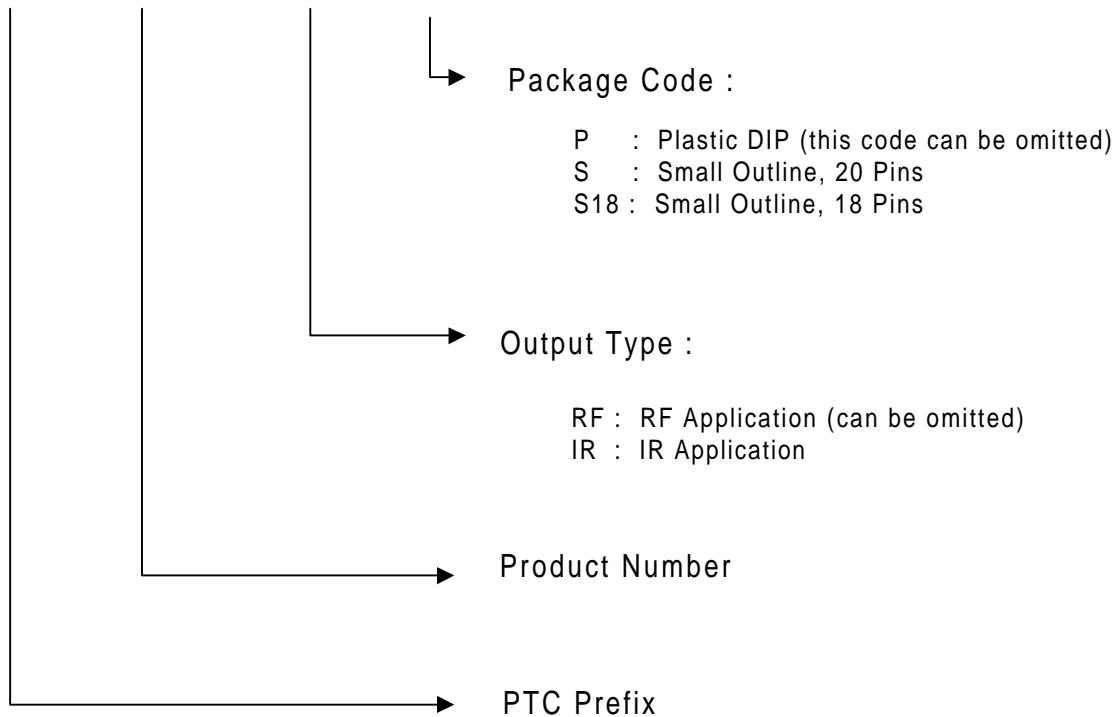 Package Code :
P : Plastic DIP (this code can be omitted)
S : Small Outline, 20 Pins
S18 : Small Outline, 18 Pins
Output Type :
RF : RF Application (can be omitted)
IR : IR Application
Product Number
PTC Prefix